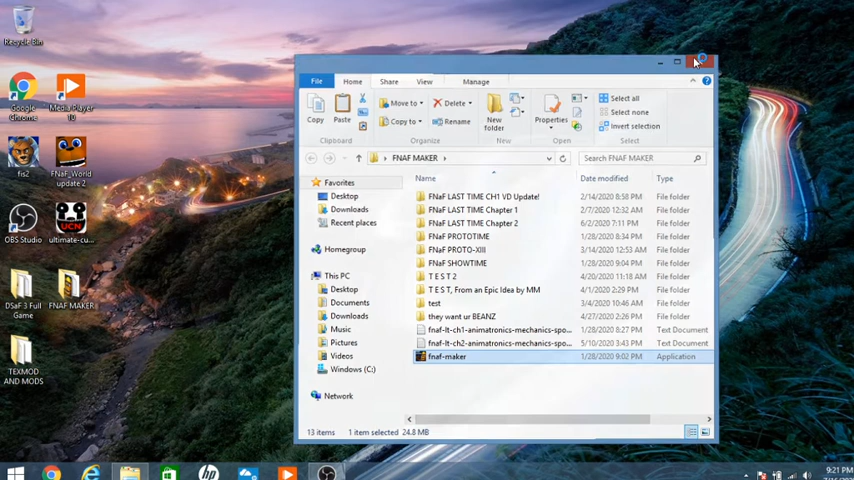 Recycle Bin
Google Chrome
Media Player 10
fis2
FNaF_World update 2
OBS Studio
ultimate-cu...
UCN
DSaF 3 Full Game
FNAF MAKER
TEXMOD AND MODS
File Home Share View Manage
Copy
Paste
Clipboard
Move to
Copy to
Delete
Rename
Organize
New folder
New
Properties
Open
Select all
Select none
Invert selection
Select
FNAF MAKER
Search FNAF MAKER
Favorites
Desktop
Downloads
Recent places
Homegroup
This PC
Desktop
Documents
Downloads
Music
Pictures
Videos
Windows (C:)
Network
Name Date modified Type
FNaF LAST TIME CH1 VD Update! 2/14/2020 8:58 PM File folder
FNaF LAST TIME Chapter 1 2/7/2020 12:32 AM File folder
FNaF LAST TIME Chapter 2 6/2/2020 7:11 PM File folder
FNaF PROTOTIME 1/28/2020 8:34 PM File folder
FNaF PROTO-XIII 3/14/2020 12:53 AM File folder
FNaF SHOWTIME 1/28/2020 9:04 PM File folder
T E S T 2 4/20/2020 11:18 AM File folder
T E S T, From an Epic Idea by MM 4/1/2020 2:29 PM File folder
test 3/4/2020 10:46 AM File folder
they want ur BEANZ 4/27/2020 2:26 PM File folder
fnaf-lt-ch1-animatronics-mechanics-spo... 1/28/2020 8:27 PM Text Document
fnaf-lt-ch2-animatronics-mechanics-spo... 5/10/2020 3:43 PM Text Document
fnaf-maker 1/28/2020 9:02 PM Application
13 items 1 item selected 24.8 MB
9:21 PM